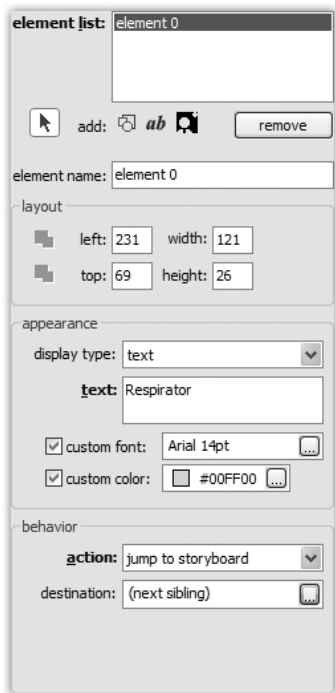 element list: element 0
add: ab remove
element name: element 0
layout
left: 231 width: 121
top: 69 height: 26
appearance
display type: text
text: Respirator
custom font: Arial 14pt ...
custom color: #00FF00 ...
behavior
action: jump to storyboard
destination: (next sibling) ...